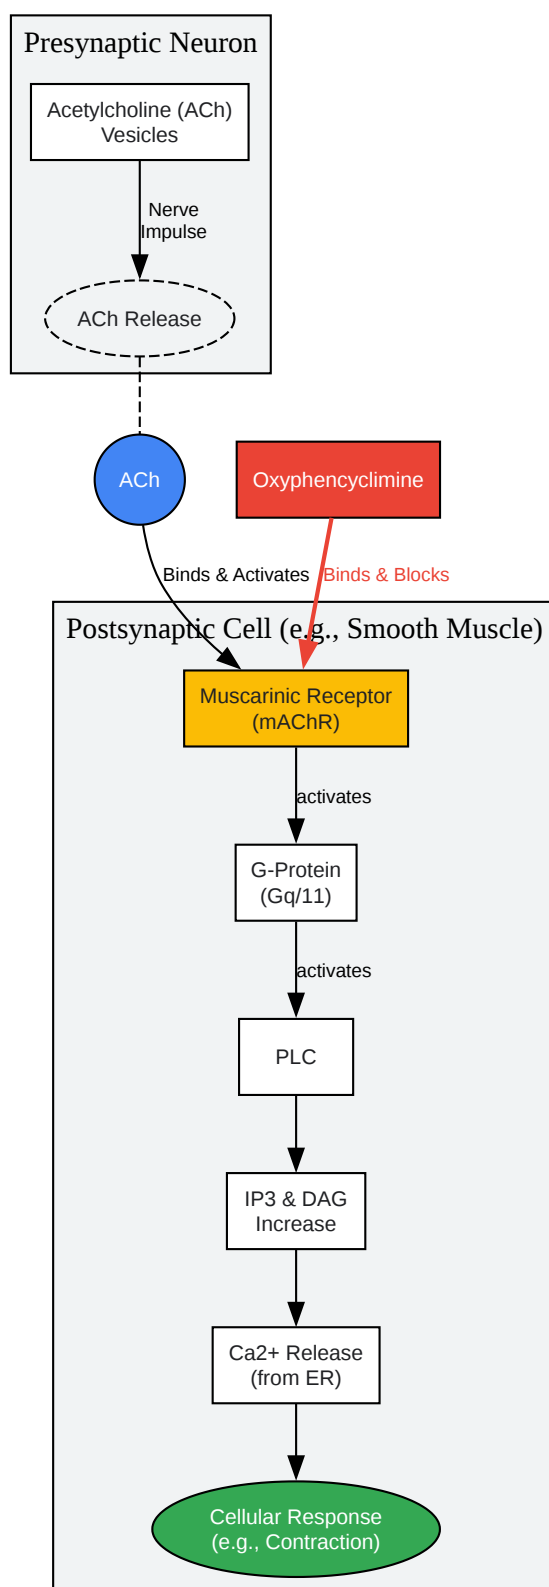 Presynaptic Neuron
Acetylcholine (ACh)
Vesicles
Nerve
Impulse
ACh Release
ACh
Oxyphencyclimine
Binds & Activates
Binds & Blocks
Postsynaptic Cell (e.g., Smooth Muscle)
Muscarinic Receptor
(mAChR)
activates
G-Protein
(Gq/11)
activates
PLC
IP3 & DAG
Increase
Ca2+ Release
(from ER)
Cellular Response
(e.g., Contraction)